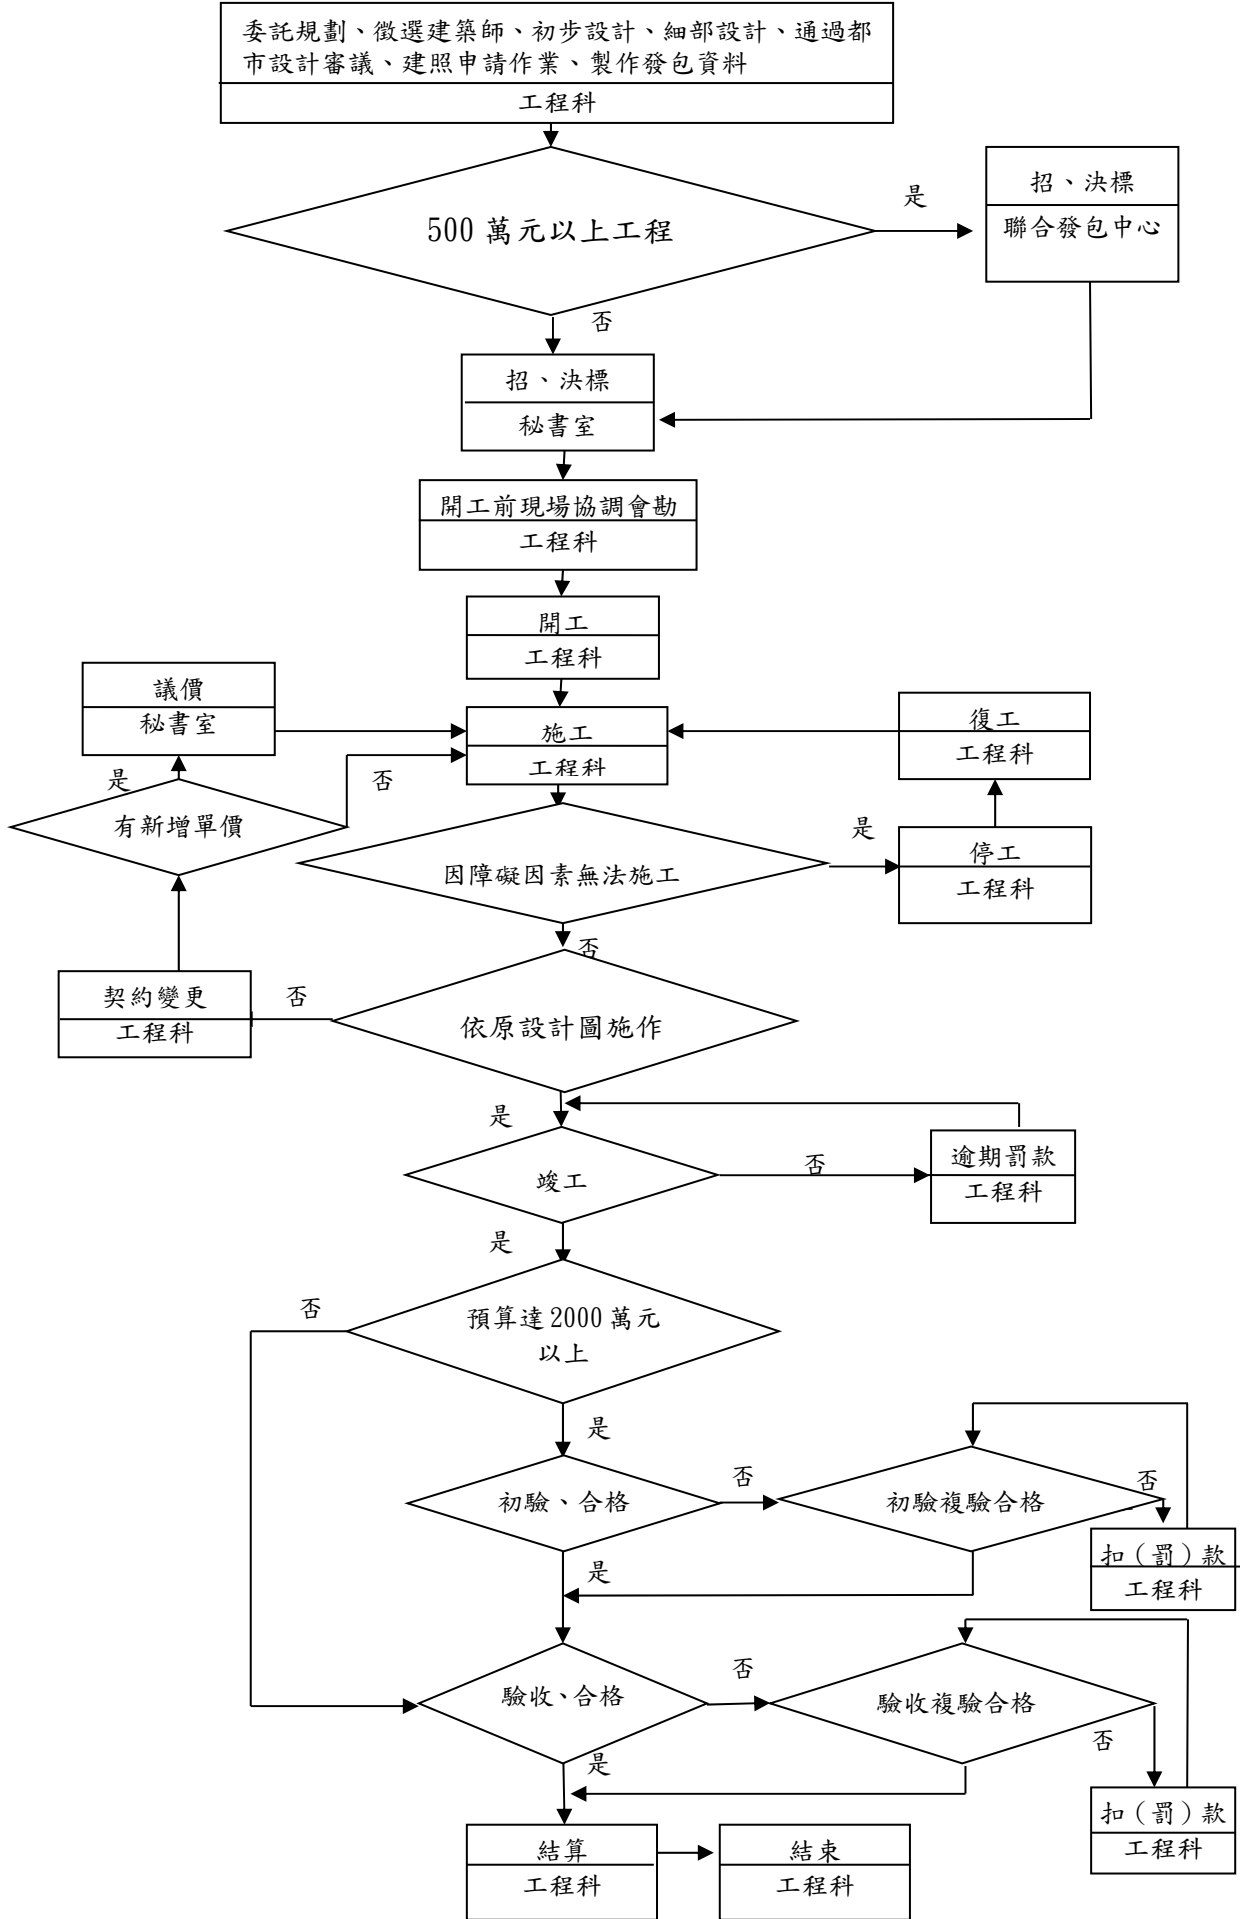 委託規劃、徵選建築師、初步設計、細部設計、通過都
市設計審議、建照申請作業、製作發包資料
工程科
500 萬元以上工程
是
招、決標
聯合發包中心
否
招、決標
秘書室
開工前現場協調會勘
工程科
開工
工程科
議價
秘書室
施工
工程科
復工
工程科
是
否
有新增單價
因障礙因素無法施工
是
停工
工程科
否
契約變更
工程科
否
依原設計圖施作
是
竣工
否
逾期罰款
工程科
是
否
預算達 2000 萬元
以上
是
初驗、合格
否
初驗複驗合格
否
扣（罰）款
工程科
是
驗收、合格
否
驗收複驗合格
否
是
扣（罰）款
工程科
結算
工程科
結束
工程科